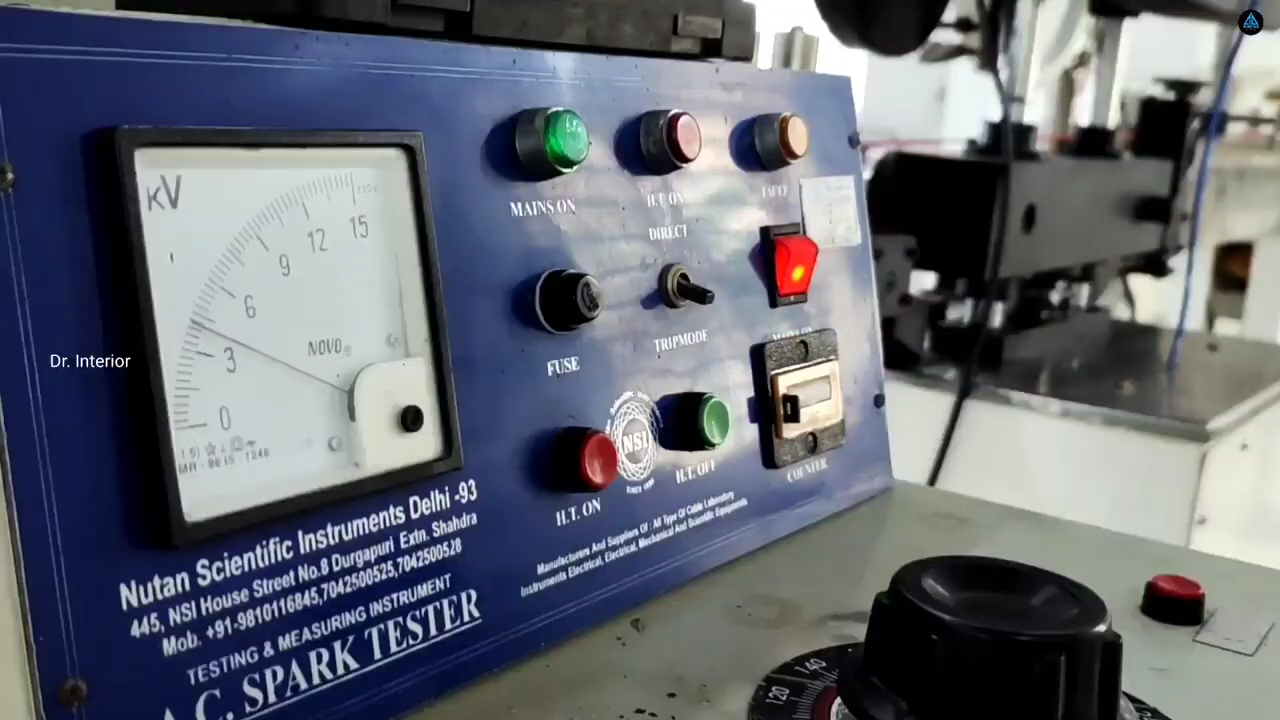 KV
15
12
9
6
3
0
NOVO
MAINS ON
H.T ON
FAULT
DIRECT
FUSE
TRIPMODE
MAINS ON
NSI
SINCE
H.T. ON
H.T. OFF
COUNTER
Nutan Scientific Instruments Delhi -93
445, NSI House Street No.8 Durgapuri Extn. Shahdra
Mob. +91-9810116845,7042500525,7042500528
TESTING & MEASURING INSTRUMENT
A.C. SPARK TESTER
Manufacturers And Suppliers Of : All Type Of Cable Laboratory
Instruments Electrical, Electrical, Mechanical And Scientific Equipments
120
140
Dr. Interior